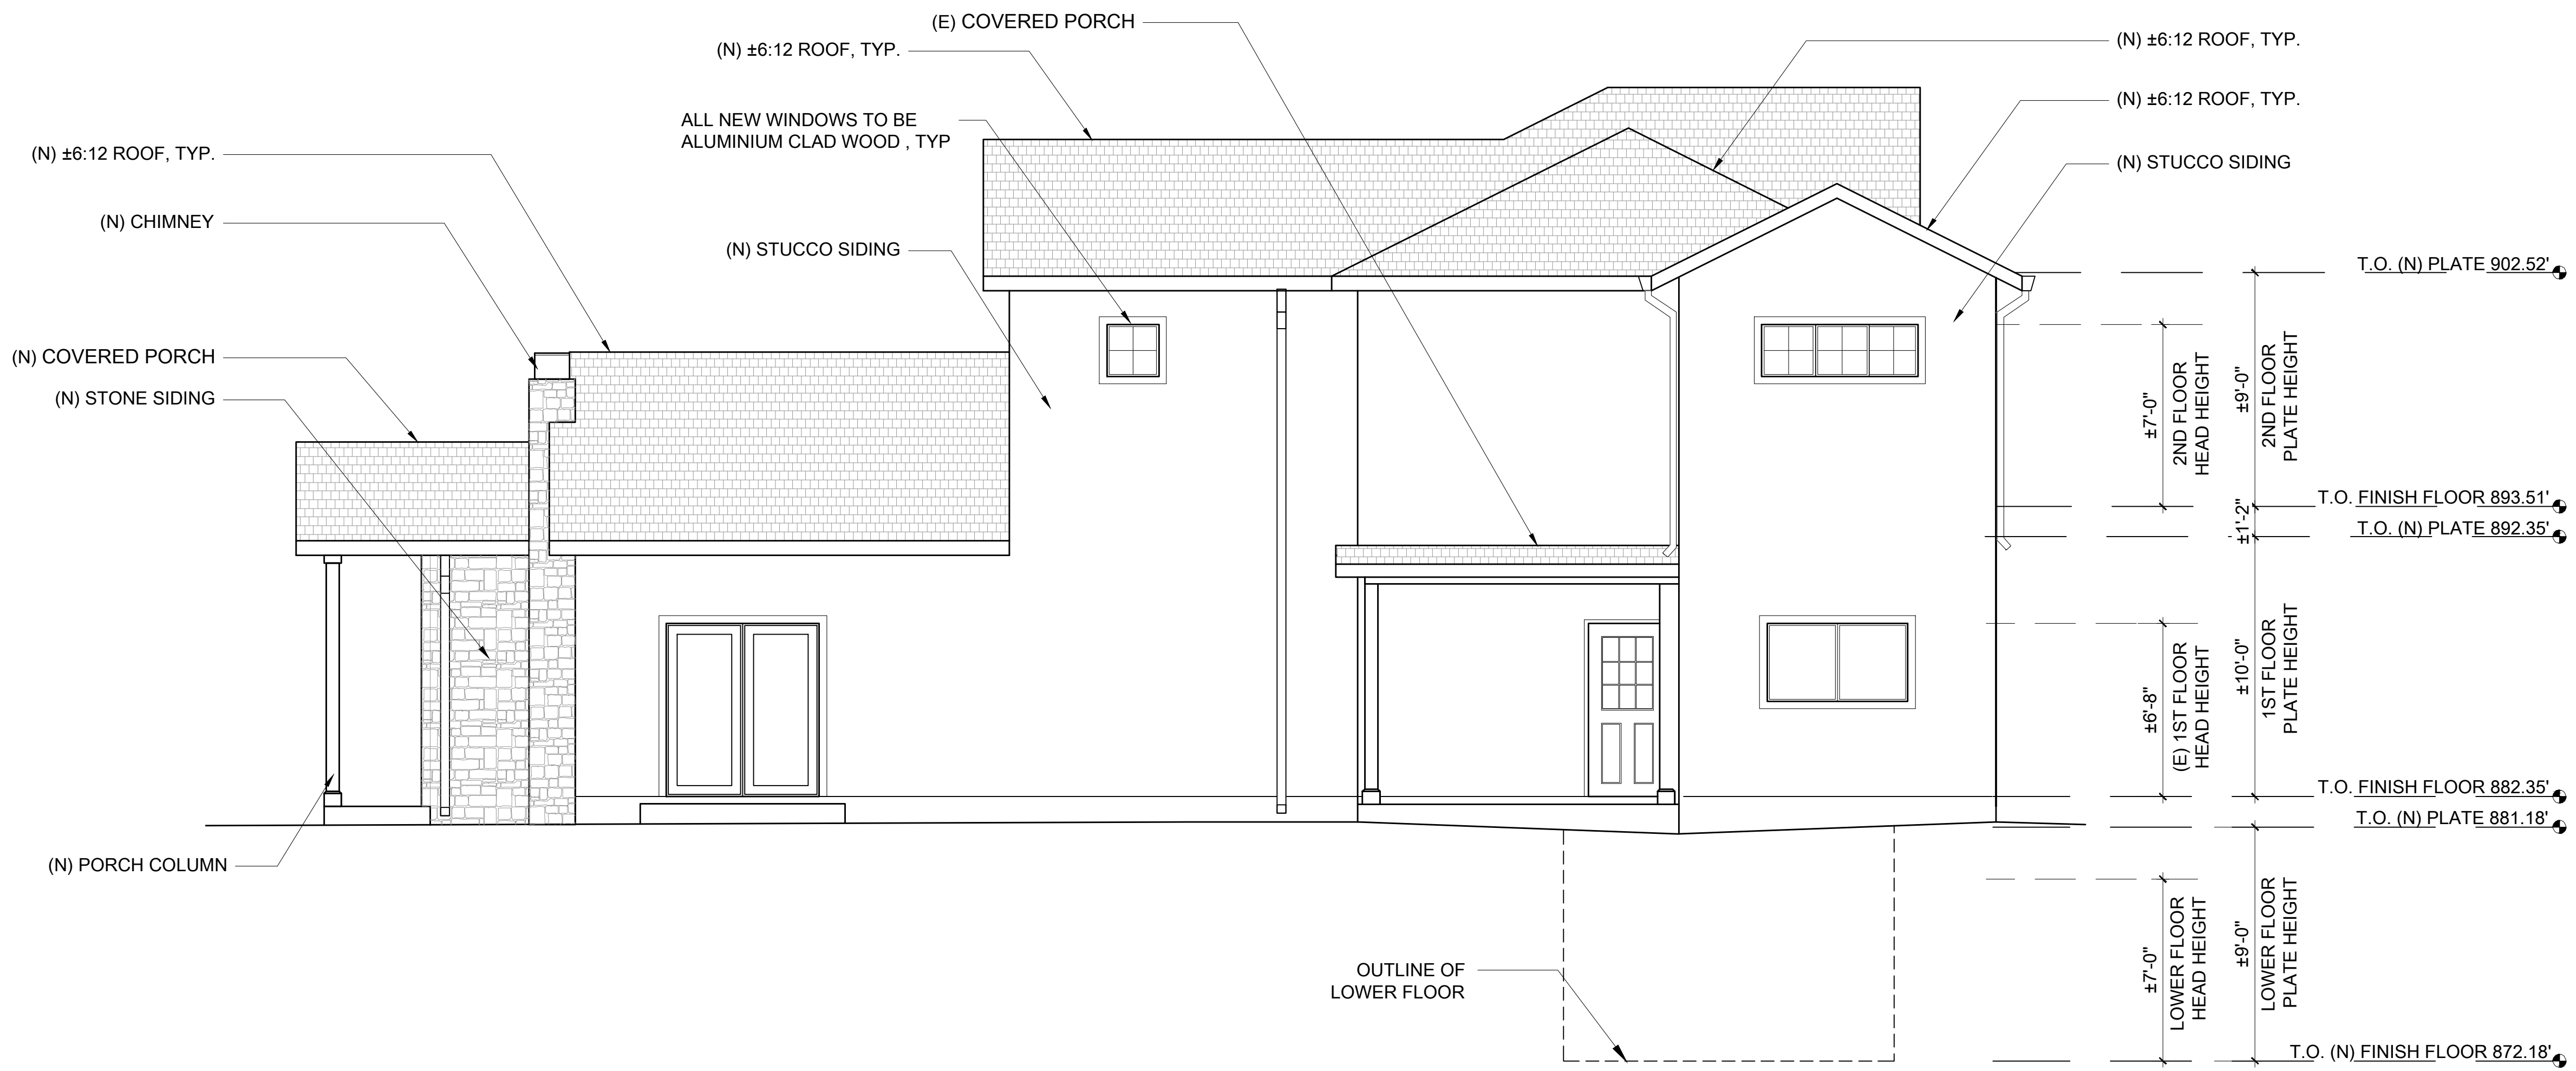 (E) COVERED PORCH
(N) ±6:12 ROOF, TYP.
(N) ±6:12 ROOF, TYP.
(N) ±6:12 ROOF, TYP.
ALL NEW WINDOWS TO BE
ALUMINIUM CLAD WOOD , TYP
(N) ±6:12 ROOF, TYP.
(N) STUCCO SIDING
(N) CHIMNEY
(N) STUCCO SIDING
(N) COVERED PORCH
(N) STONE SIDING
(N) PORCH COLUMN
OUTLINE OF
LOWER FLOOR
T.O. (N) PLATE 902.52'
±7'-0"
2ND FLOOR
HEAD HEIGHT
±9'-0"
2ND FLOOR
PLATE HEIGHT
T.O. FINISH FLOOR 893.51'
±1'-2"
T.O. (N) PLATE 892.35'
±6'-8"
(E) 1ST FLOOR
HEAD HEIGHT
±10'-0"
1ST FLOOR
PLATE HEIGHT
T.O. FINISH FLOOR 882.35'
T.O. (N) PLATE 881.18'
±7'-0"
LOWER FLOOR
HEAD HEIGHT
±9'-0"
LOWER FLOOR
PLATE HEIGHT
T.O. (N) FINISH FLOOR 872.18'